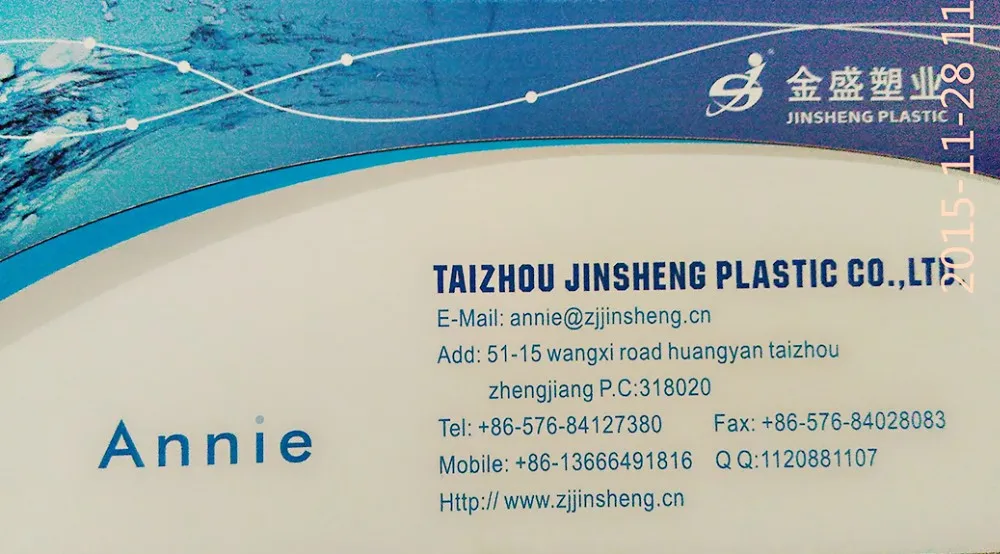 金盛塑业
JINSHENG PLASTIC
2015-11-28 11
TAIZHOU JINSHENG PLASTIC CO.,LTD.
E-Mail: annie@zjjinsheng.cn
Add: 51-15 wangxi road huangyan taizhou
zhengjiang P.C:318020
Tel: +86-576-84127380 Fax: +86-576-84028083
Annie
Mobile: +86-13666491816 Q Q:1120881107
Http:// www.zjjinsheng.cn